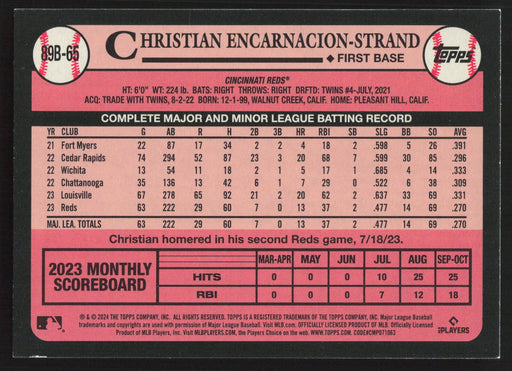 89B-65
CHRISTIAN ENCARNACION-STRAND
FIRST BASE
topps
CINCINNATI REDS®
HT: 6'0" WT: 224 lb. BATS: RIGHT THROWS: RIGHT DRFTD: TWINS #4-JULY, 2021
ACQ: TRADE WITH TWINS, 8-2-22 BORN: 12-1-99, WALNUT CREEK, CALIF. HOME: PLEASANT HILL, CALIF.
COMPLETE MAJOR AND MINOR LEAGUE BATTING RECORD
YR CLUB G AB R H 2B 3B HR RBI SB SLG BB SO AVG
21 Fort Myers 22 87 17 34 2 2 4 18 2 .598 5 26 .391
22 Cedar Rapids 74 294 52 87 23 3 20 68 7 .599 30 85 .296
22 Wichita 13 54 14 18 2 1 5 17 1 .685 4 14 .333
22 Chattanooga 35 136 13 42 6 1 7 29 0 .522 6 38 .309
23 Louisville 67 278 65 92 21 2 20 62 2 .637 33 69 .331
23 Reds 63 222 29 60 7 0 13 37 2 .477 14 69 .270
MAJ. LEA. TOTALS 63 222 29 60 7 0 13 37 2 .477 14 69 .270
Christian homered in his second Reds game, 7/18/23.
2023 MONTHLY
SCOREBOARD
MAR-APR MAY JUN JUL AUG SEP-OCT
HITS 0 0 0 10 25 25
RBI 0 0 0 7 12 18
® & © 2024 THE TOPPS COMPANY, INC. ALL RIGHTS RESERVED. TOPPS IS A REGISTERED TRADEMARK OF THE TOPPS COMPANY, INC. Major League Baseball
trademarks and copyrights are used with permission of Major League Baseball. Visit MLB.com. OFFICIALLY LICENSED PRODUCT OF MAJOR LEAGUE BASEBALL
PLAYERS, INC. Visit MLBPLAYERS.com, the Players Choice on the web. WWW.TOPPS.COM. CODE#CMP071063
MLB PLAYERS